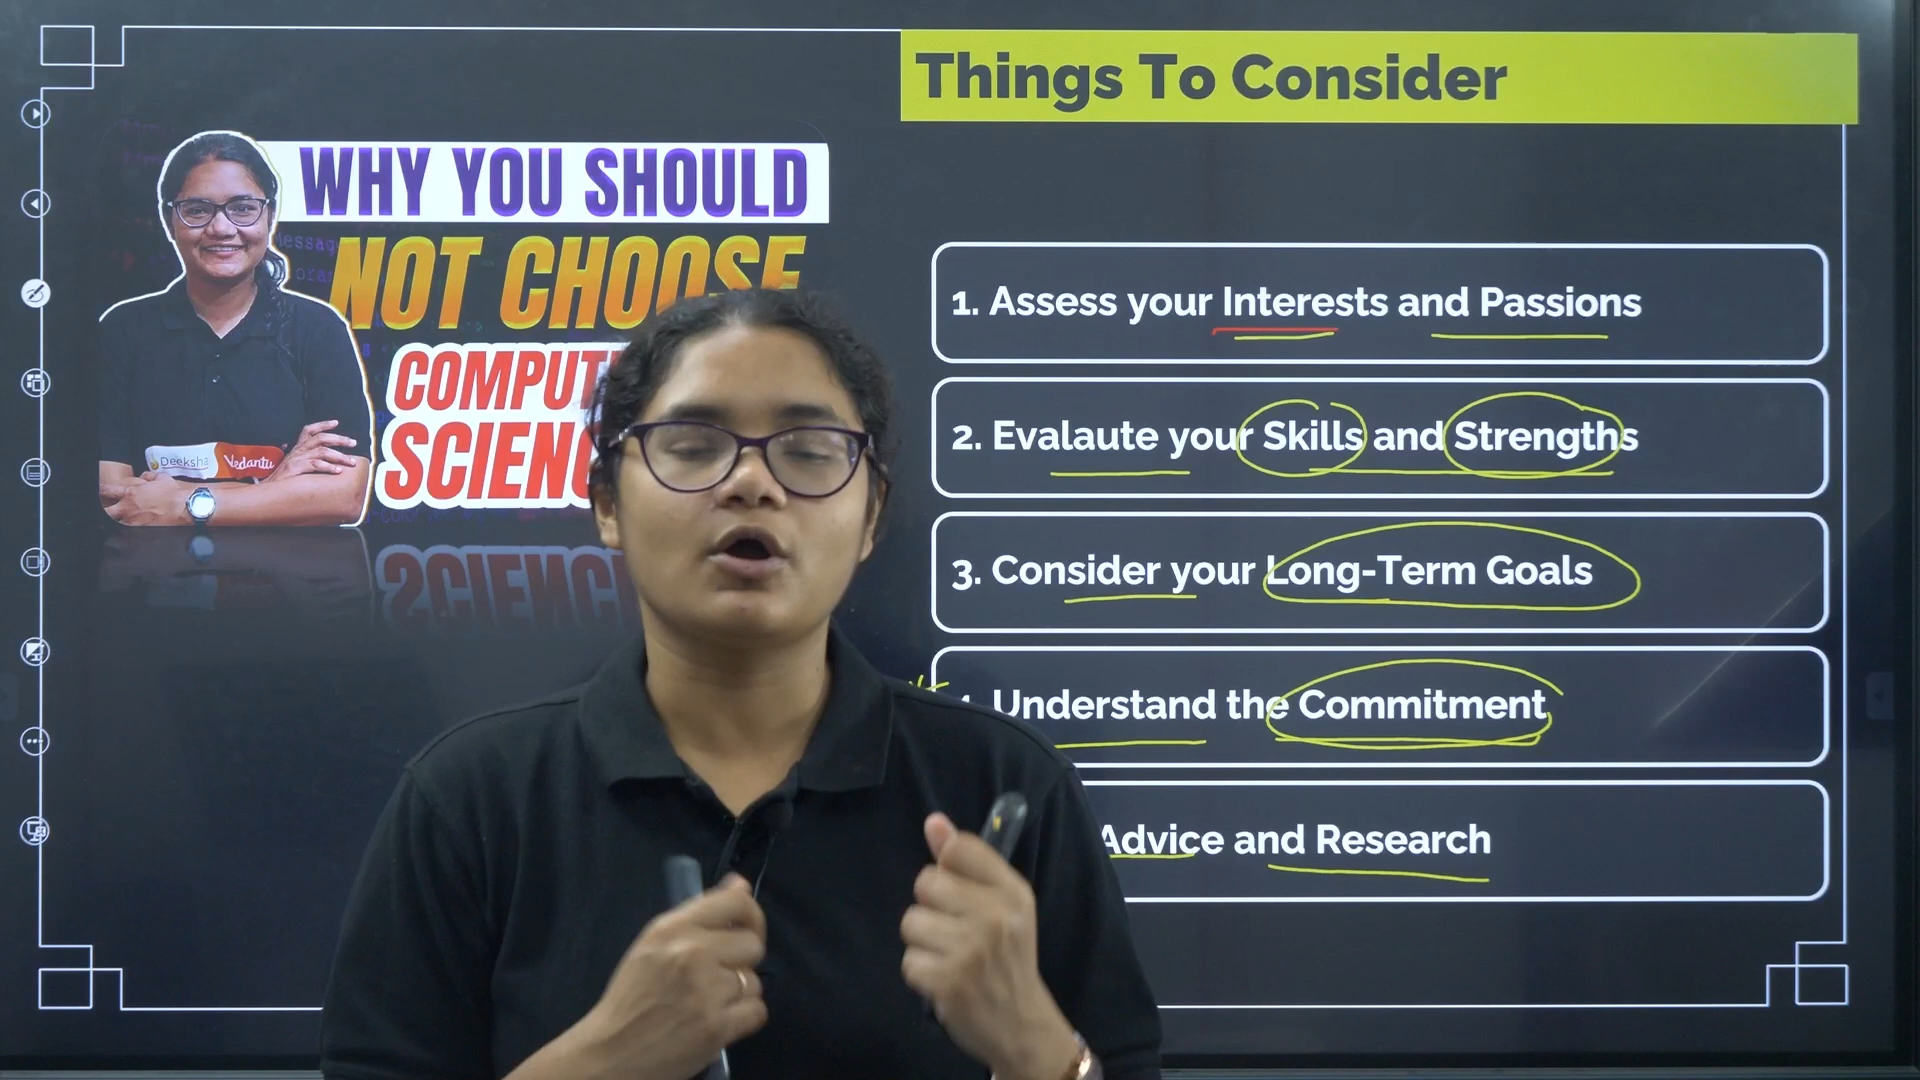 Things To Consider
WHY YOU SHOULD
NOT CHOOSE
COMPUT
SCIENC
Deeksha
Vedantu
1. Assess your Interests and Passions
2. Evalaute your Skills and Strengths
3. Consider your Long-Term Goals
Understand the Commitment
Advice and Research